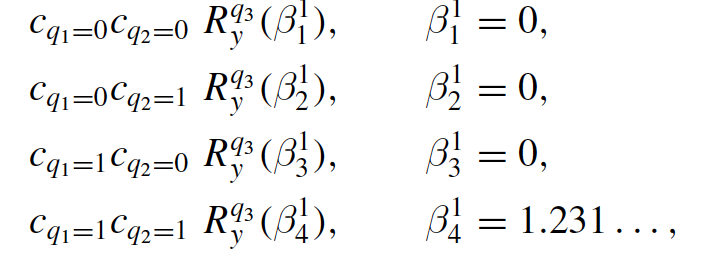 c_{q_1=0}c_{q_2=0} R_y^{q_3}(β_1^1), β_1^1 = 0,
c_{q_1=0}c_{q_2=1} R_y^{q_3}(β_2^1), β_2^1 = 0,
c_{q_1=1}c_{q_2=0} R_y^{q_3}(β_3^1), β_3^1 = 0,
c_{q_1=1}c_{q_2=1} R_y^{q_3}(β_4^1), β_4^1 = 1.231 . . . ,